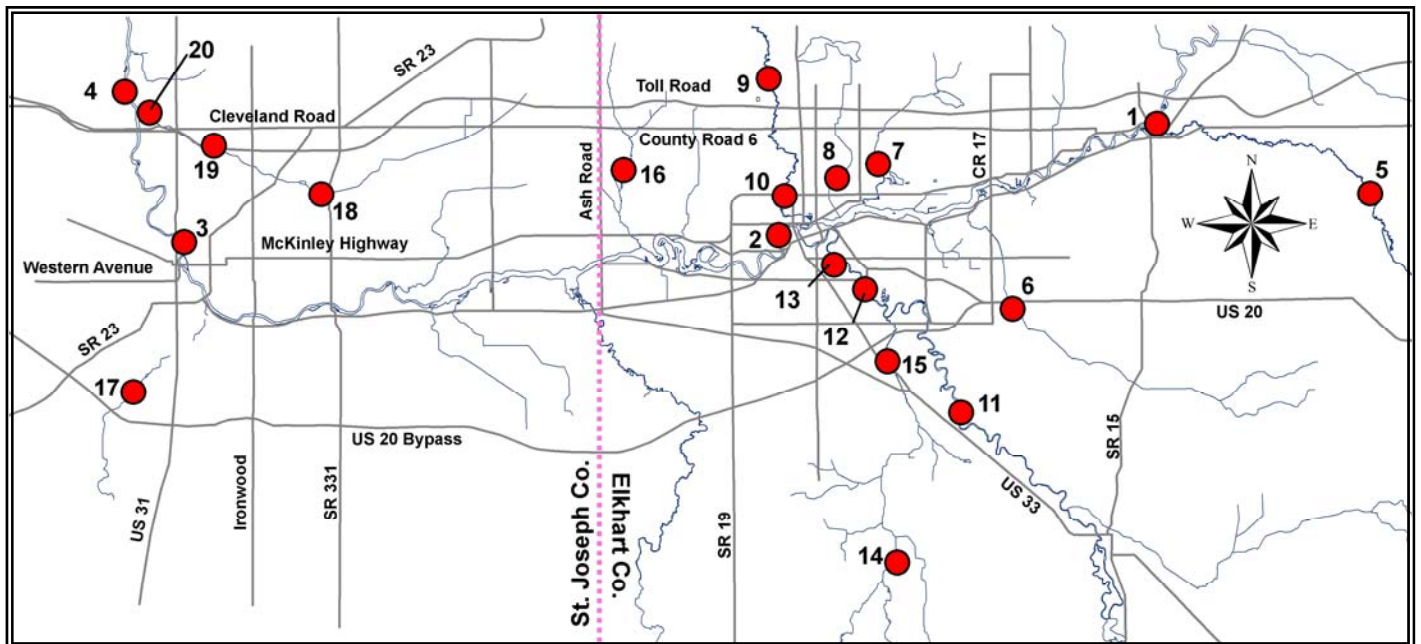 20
SR 23
4
9
Toll Road
Cleveland Road
1
County Road 6
19
Ash Road
16
8
7
CR 17
5
N
10
18
W
E
3
2
McKinley Highway
Western Avenue
S
13
6
US 20
SR 23
12
15
17
11
US 20 Bypass
SR 15
US 31
Ironwood
SR 331
St. Joseph Co.
Elkhart Co.
SR 19
US 33
14